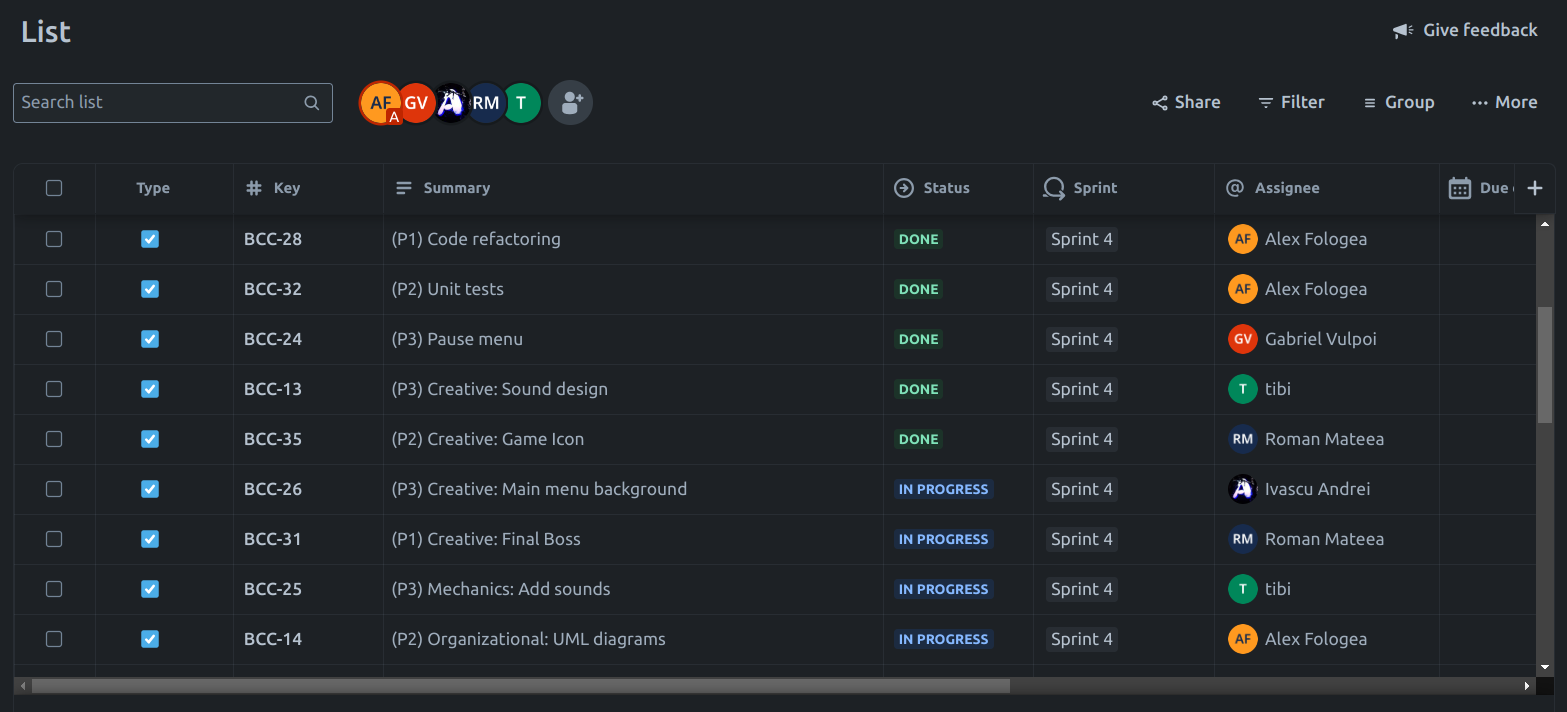 List
Give feedback
Search list
AF A GV RM T
Share Filter Group More
Type Key Summary Status Sprint Assignee Due
BCC-28 (P1) Code refactoring DONE Sprint 4 AF Alex Fologea
BCC-32 (P2) Unit tests DONE Sprint 4 AF Alex Fologea
BCC-24 (P3) Pause menu DONE Sprint 4 GV Gabriel Vulpoi
BCC-13 (P3) Creative: Sound design DONE Sprint 4 T tibi
BCC-35 (P2) Creative: Game Icon DONE Sprint 4 RM Roman Mateea
BCC-26 (P3) Creative: Main menu background IN PROGRESS Sprint 4 Ivascu Andrei
BCC-31 (P1) Creative: Final Boss IN PROGRESS Sprint 4 RM Roman Mateea
BCC-25 (P3) Mechanics: Add sounds IN PROGRESS Sprint 4 T tibi
BCC-14 (P2) Organizational: UML diagrams IN PROGRESS Sprint 4 AF Alex Fologea